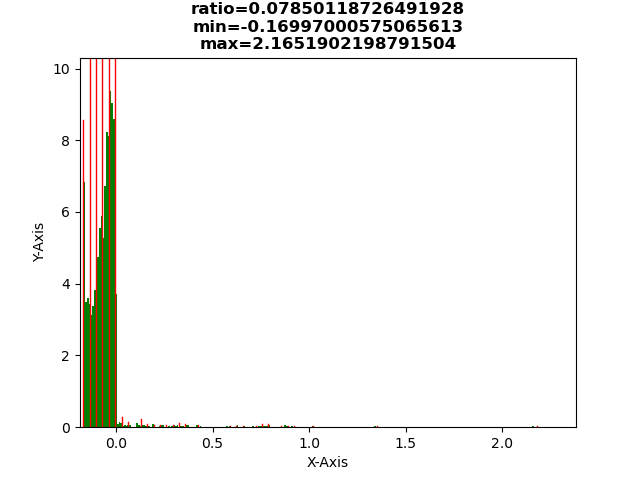 ratio=0.07850118726491928
min=-0.16997000575065613
max=2.1651902198791504
10
8
6
4
2
0
Y-Axis
0.0 0.5 1.0 1.5 2.0
X-Axis